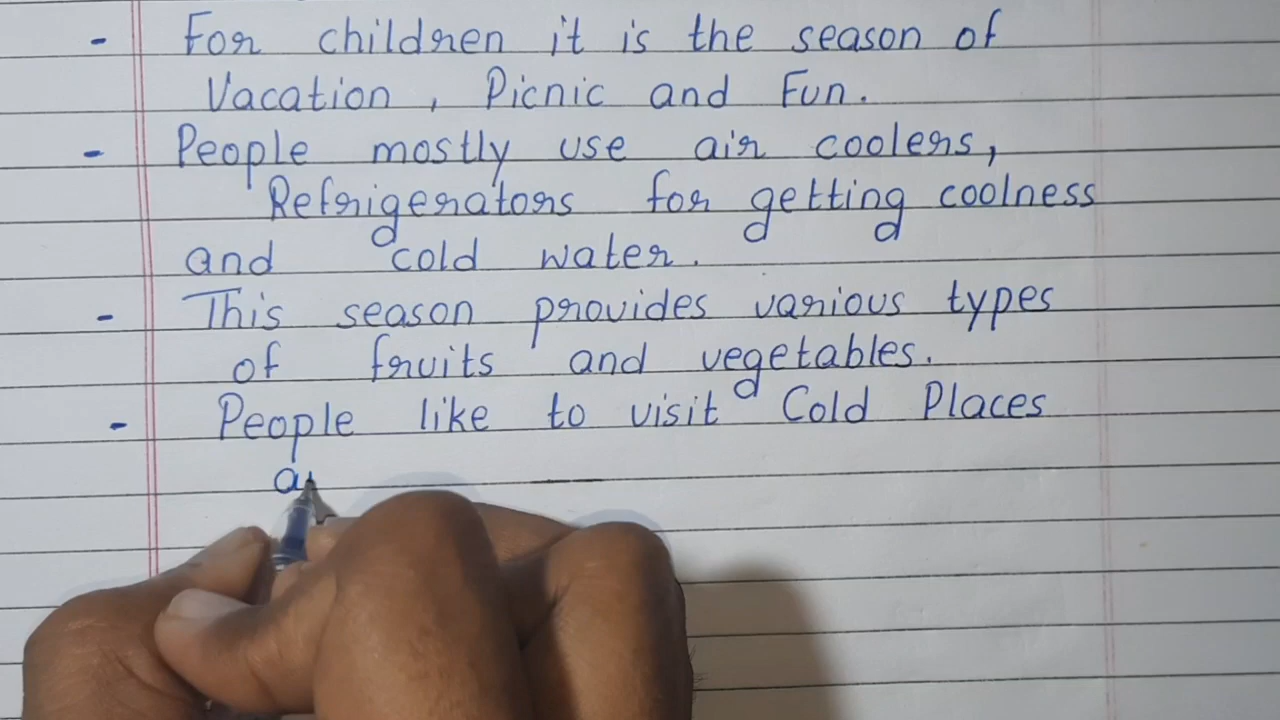 - For children it is the season of
Vacation, Picnic and Fun.
- People mostly use air coolers,
Refrigerators for getting coolness
and cold water.
- This season provides various types
of fruits and vegetables.
- People like to visit Cold Places